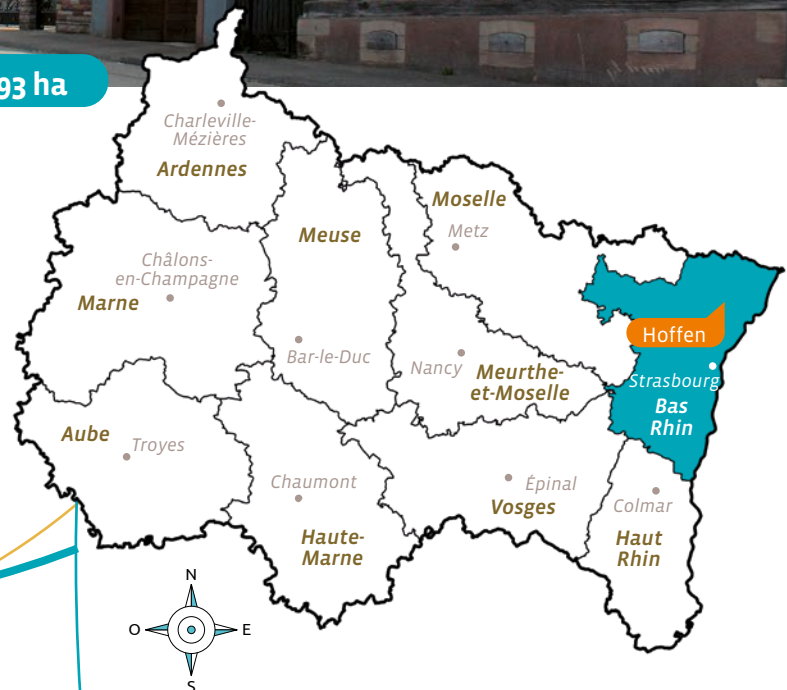 93 ha
Charleville-
Mézières
Ardennes
Moselle
Metz
Meuse
Châlons-
en-Champagne
Marne
Hoffen
Bar-le-Duc
Nancy
Meurthe-
et-Moselle
Strasbourg
Bas
Rhin
Aube
Troyes
Chaumont
Épinal
Vosges
Colmar
Haute-
Marne
Haut
Rhin
N
O
E
S